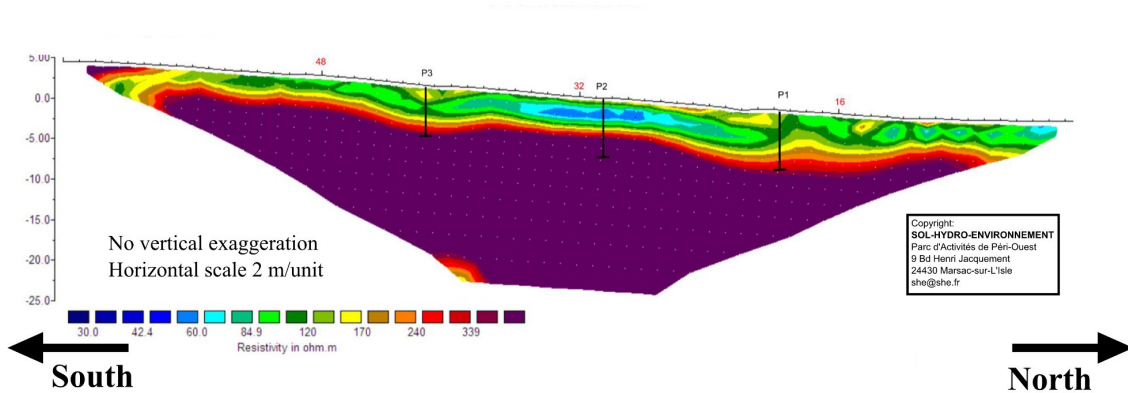 5.00
48
P3
32
P2
P1
16
0.0
-5.0
-10.0
-15.0
-20.0
-25.0
No vertical exaggeration
Horizontal scale 2 m/unit
Copyright:
SOL-HYDRO-ENVIRONNEMENT
Parc d'Activités de Péri-Ouest
9 Bd Henri Jacquement
24430 Marsac-sur-L'Isle
she@she.fr
30.0 42.4 60.0 84.9 120 170 240 339
Resistivity in ohm.m
South
North